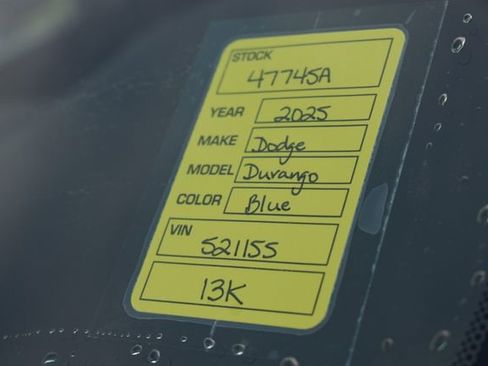 STOCK
47745A
YEAR 2025
MAKE Dodge
MODEL Durango
COLOR Blue
VIN
521155
13K